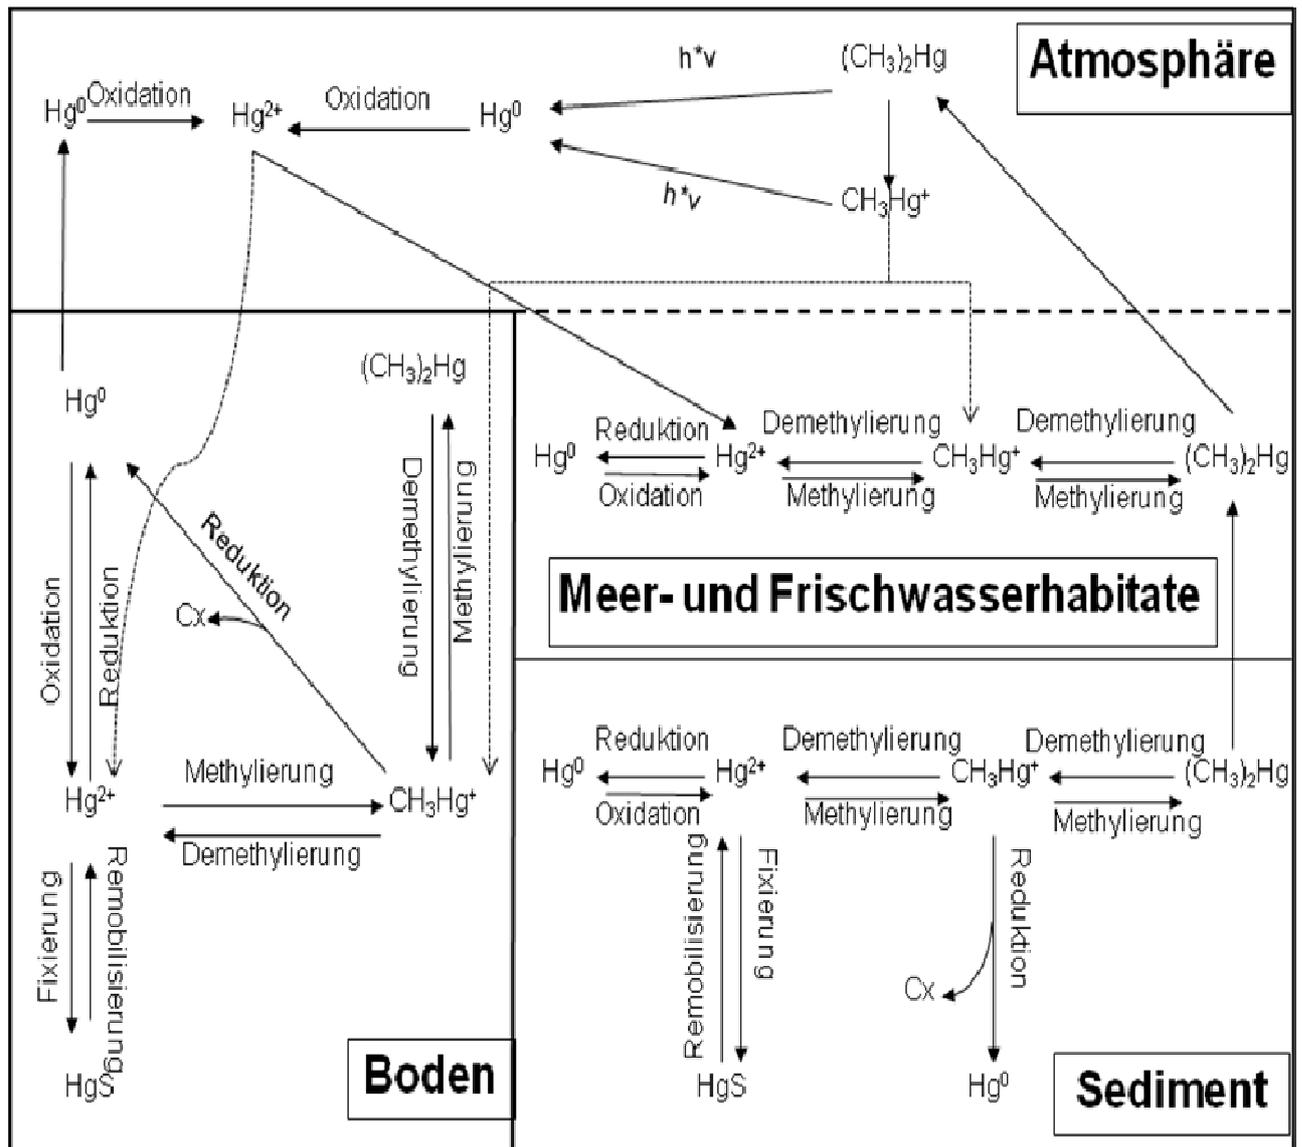 Atmosphäre
h*v
(CH₃)₂Hg
Hg⁰
Oxidation
Hg²⁺
Oxidation
Hg⁰
h*v
CH₃Hg⁺
(CH₃)₂Hg
Hg⁰
Reduktion
Cx
Oxidation
Reduktion
Demethylierung
Methylierung
Methylierung
Hg²⁺
CH₃Hg⁺
Demethylierung
Fixierung
Remobilisierung
HgS
Boden
Reduktion
Demethylierung
Demethylierung
Hg⁰
Hg²⁺
CH₃Hg⁺
(CH₃)₂Hg
Oxidation
Methylierung
Methylierung
Meer- und Frischwasserhabitate
Reduktion
Demethylierung
Demethylierung
Hg⁰
Hg²⁺
CH₃Hg⁺
(CH₃)₂Hg
Oxidation
Methylierung
Methylierung
Remobilisierung
Fixierung
Reduktion
Cx
HgS
Hg⁰
Sediment